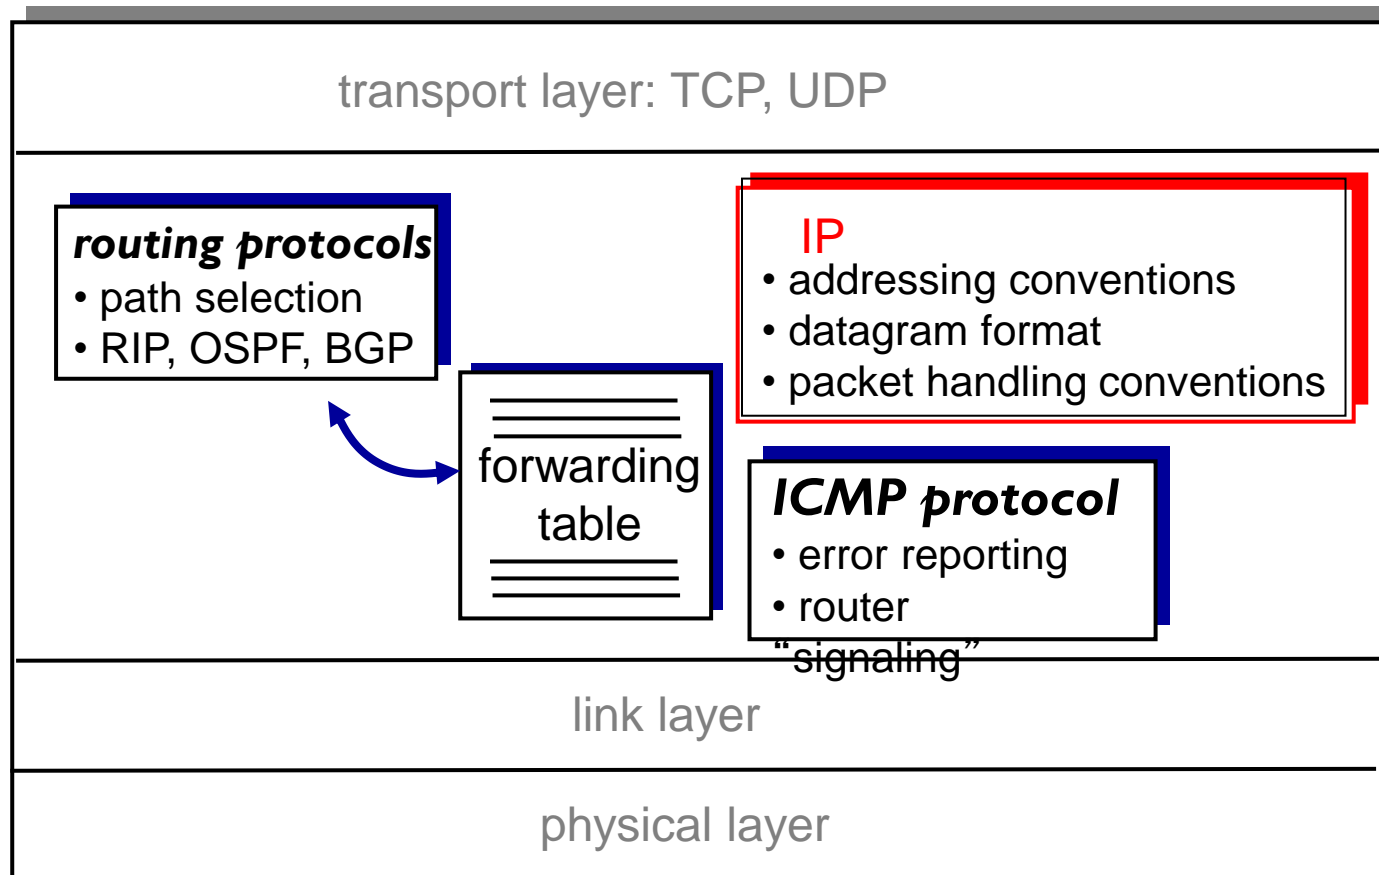 transport layer: TCP, UDP
routing protocols
• path selection
• RIP, OSPF, BGP
IP
• addressing conventions
• datagram format
• packet handling conventions
forwarding
table
ICMP protocol
• error reporting
• router
“signaling”
link layer
physical layer